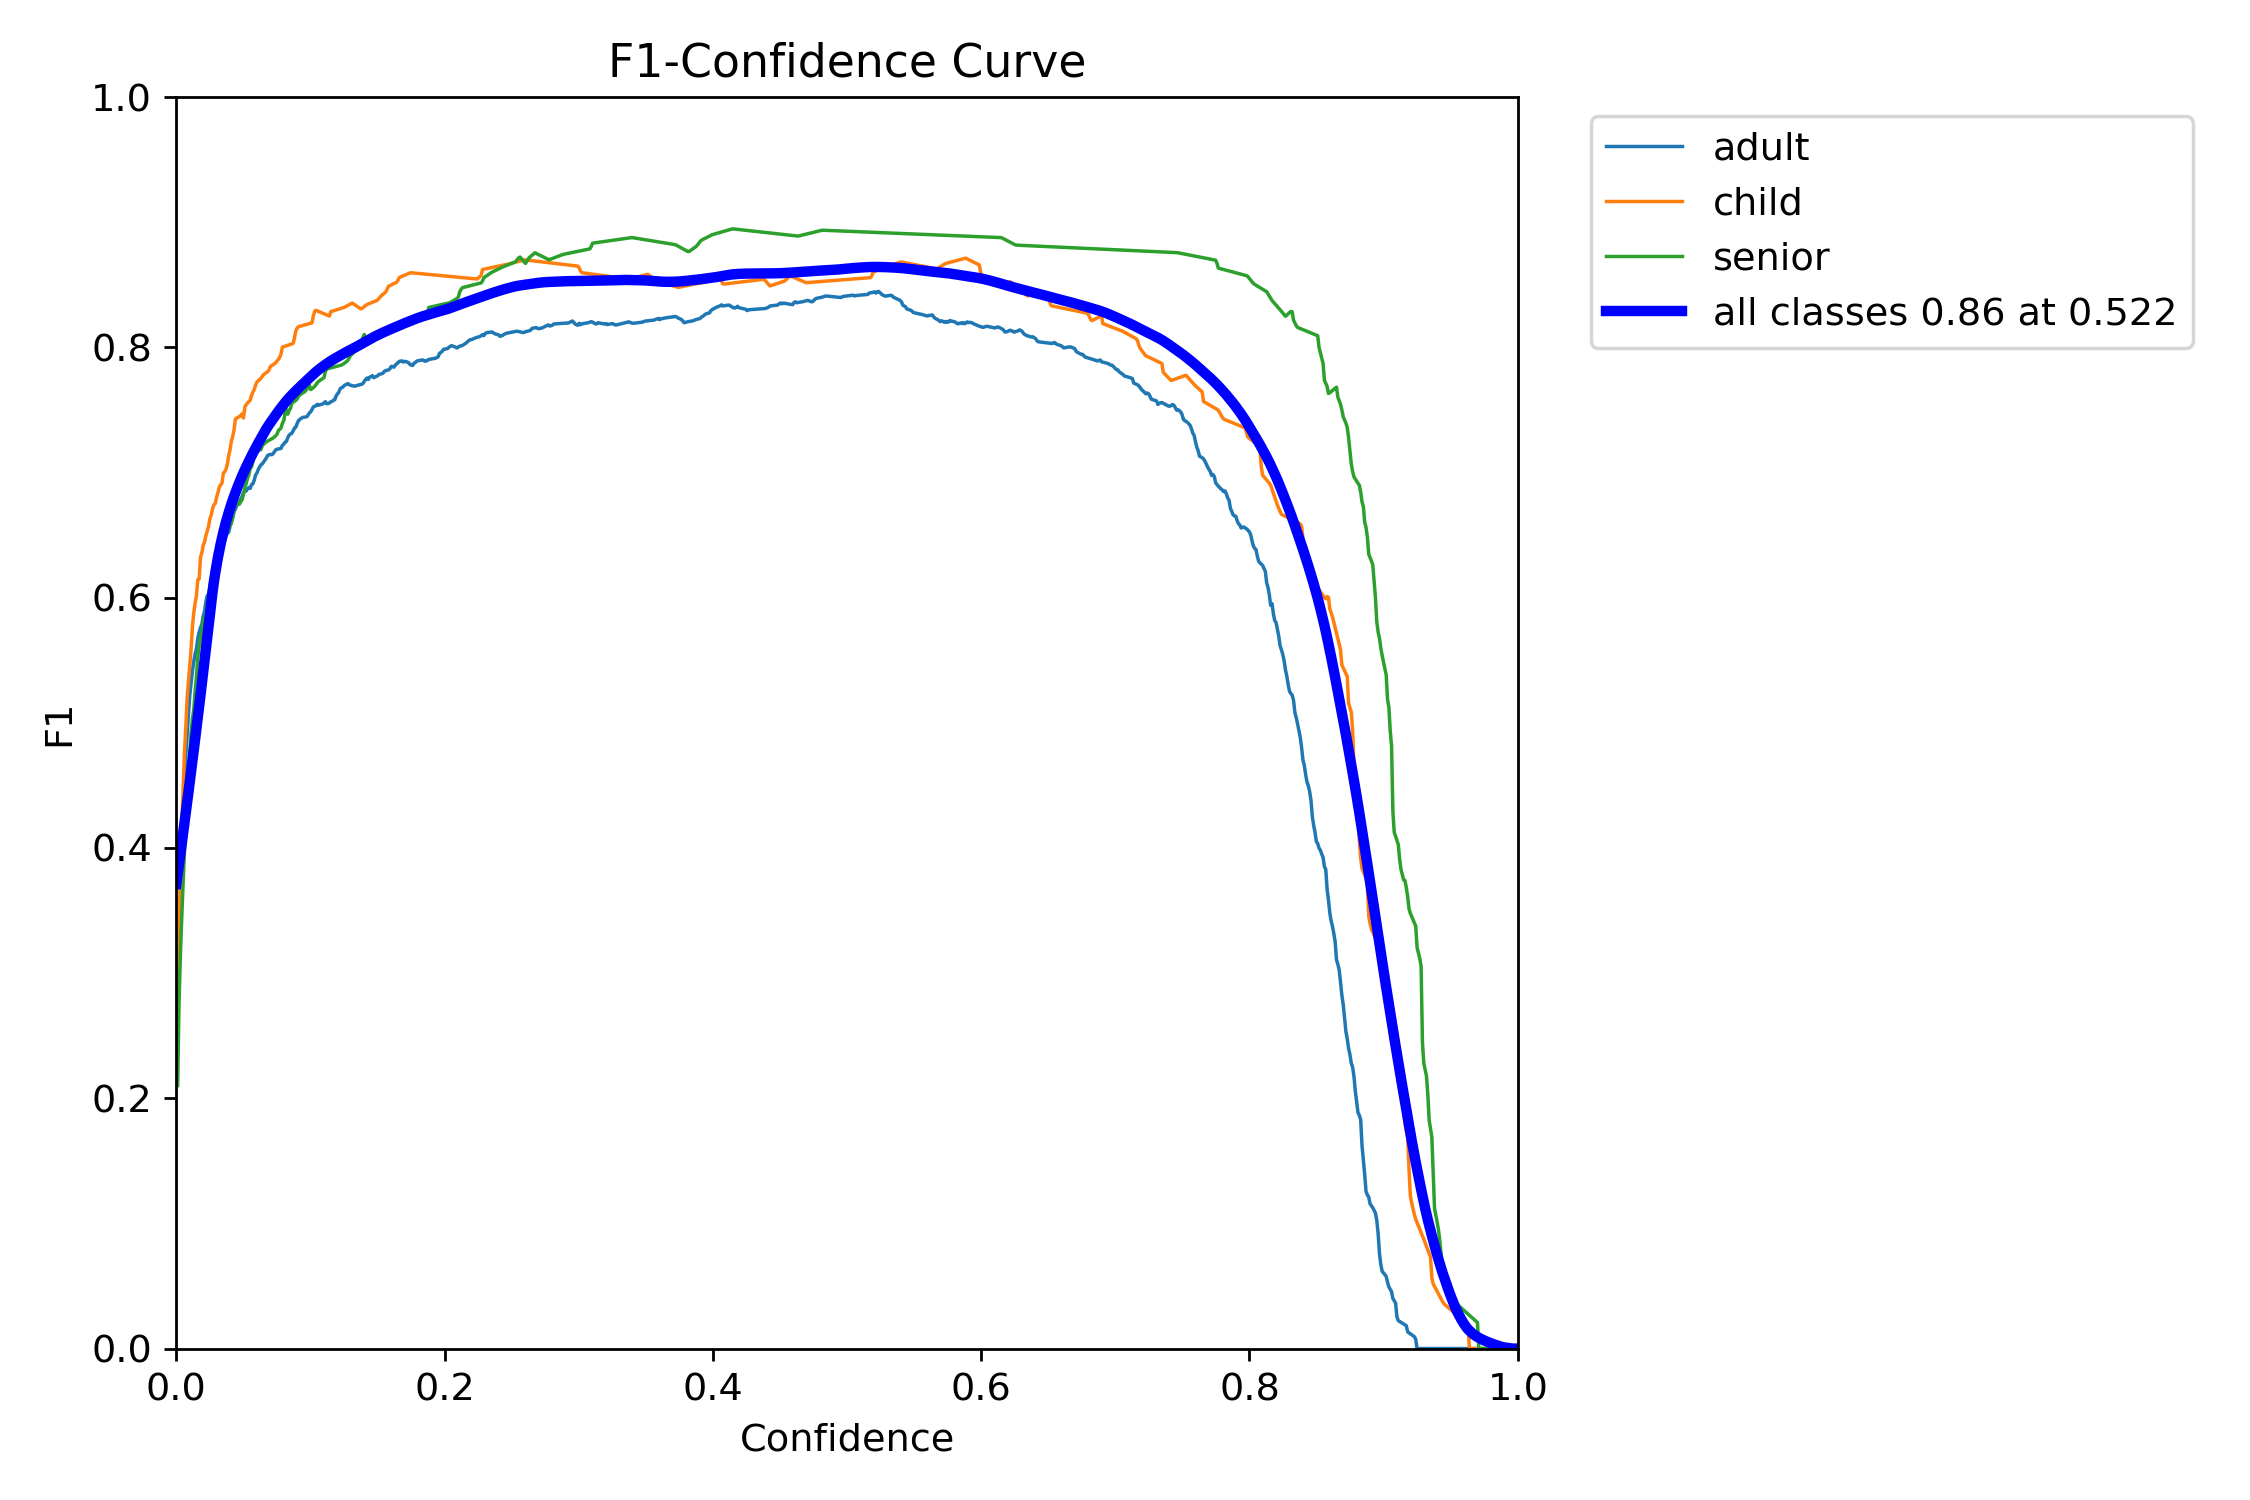 F1-Confidence Curve
1.0
0.8
0.6
0.4
0.2
0.0
F1
0.0 0.2 0.4 0.6 0.8 1.0
Confidence
adult
child
senior
all classes 0.86 at 0.522